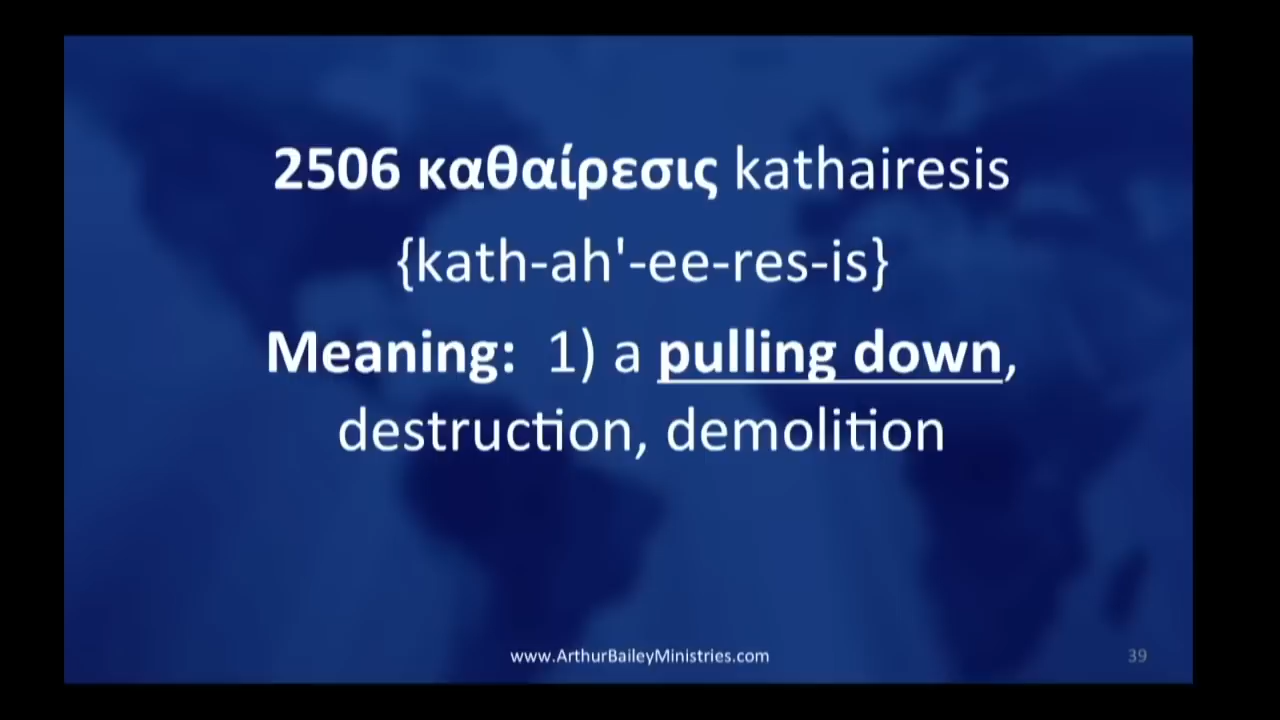 2506 καθαίρεσις kathairesis
{kath-ah'-ee-res-is}
Meaning: 1) a pulling down,
destruction, demolition
www.ArthurBaileyMinistries.com
39